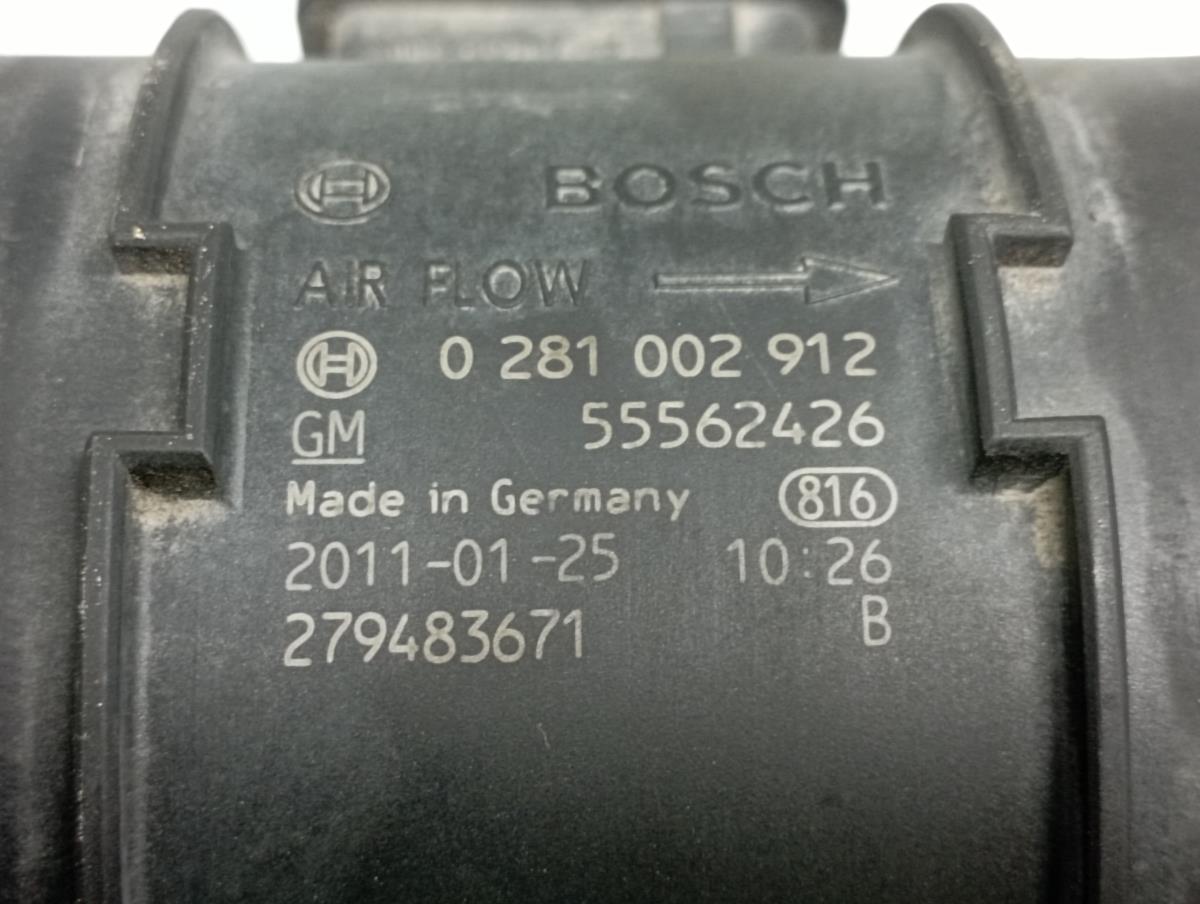 BOSCH
AIR FLOW
0 281 002 912
GM 55562426
Made in Germany 816
2011-01-25 10:26
279483671 B